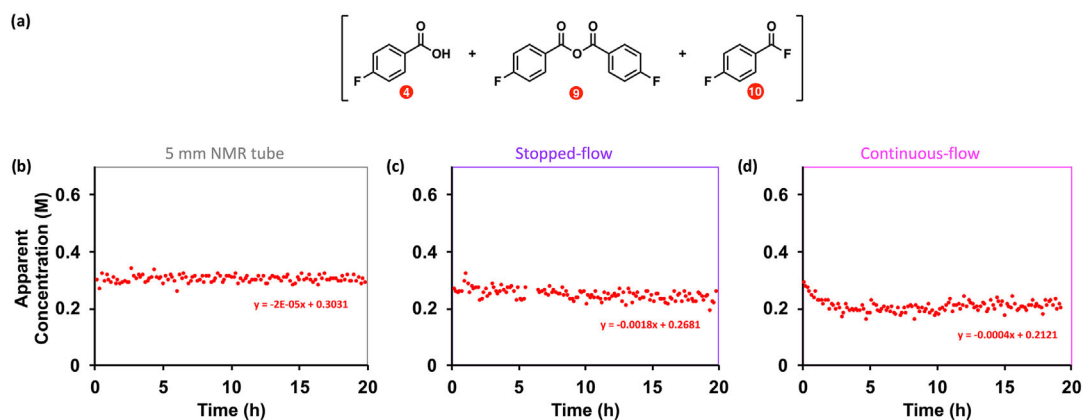 (a)
O
OH
F
4
+
O
O
O
F
F
9
+
O
F
F
10
(b)
5 mm NMR tube
Apparent
Concentration (M)
0.6
0.4
0.2
0
y = -2E-05x + 0.3031
0 5 10 15 20
Time (h)
(c)
Stopped-flow
0.6
0.4
0.2
0
y = -0.0018x + 0.2681
0 5 10 15 20
Time (h)
(d)
Continuous-flow
0.6
0.4
0.2
0
y = -0.0004x + 0.2121
0 5 10 15 20
Time (h)